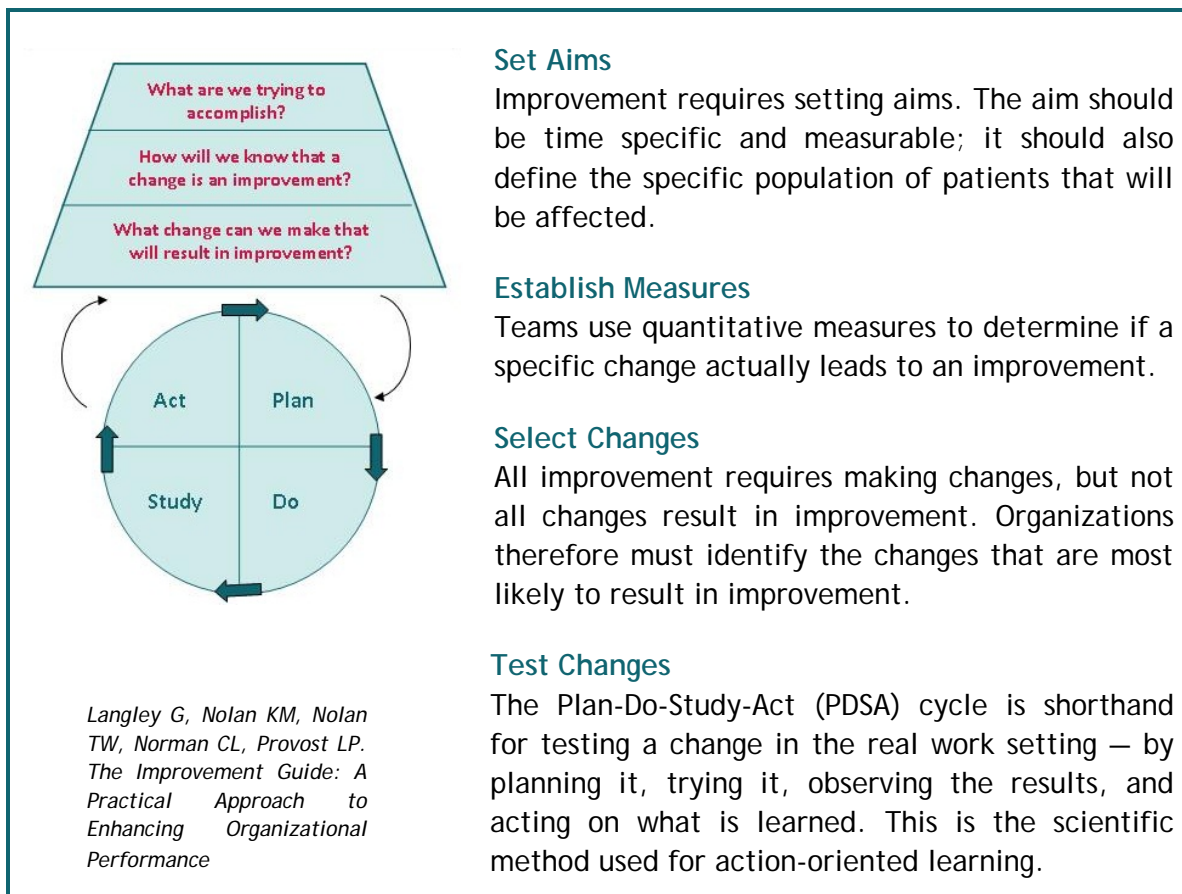 What are we trying to
accomplish?
How will we know that a
change is an improvement?
What change can we make that
will result in improvement?
Act
Plan
Study
Do
Langley G, Nolan KM, Nolan
TW, Norman CL, Provost LP.
The Improvement Guide: A
Practical Approach to
Enhancing Organizational
Performance
Set Aims
Improvement requires setting aims. The aim should
be time specific and measurable; it should also
define the specific population of patients that will
be affected.
Establish Measures
Teams use quantitative measures to determine if a
specific change actually leads to an improvement.
Select Changes
All improvement requires making changes, but not
all changes result in improvement. Organizations
therefore must identify the changes that are most
likely to result in improvement.
Test Changes
The Plan-Do-Study-Act (PDSA) cycle is shorthand
for testing a change in the real work setting — by
planning it, trying it, observing the results, and
acting on what is learned. This is the scientific
method used for action-oriented learning.